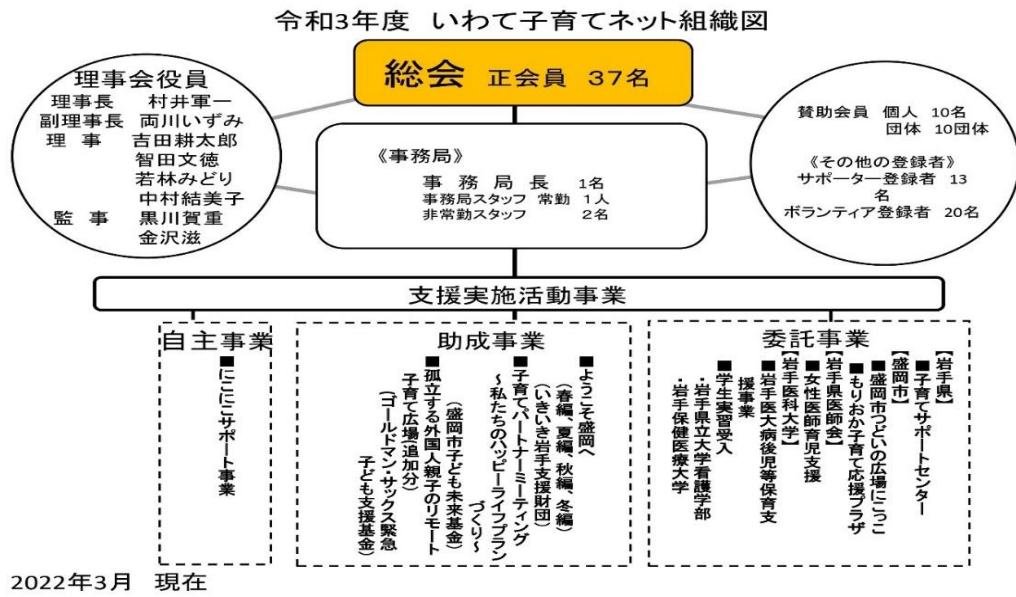 令和3年度 いわて子育てネット組織図
総会 正会員 37名
理事会役員
理事長 村井軍一
副理事長 両川いずみ
理 事 吉田耕太郎
智田文徳
若林みどり
中村結美子
監 事 黒川賀重
金沢滋
《事務局》
事 務 局 長 1名
事務局スタッフ 常勤 1人
非常勤スタッフ 2名
賛助会員 個人 10名
団体 10団体
《その他の登録者》
サポーター登録者 13
名
ボランティア登録者 20名
支援実施活動事業
自主事業
■にこにこサポート事業
助成事業
■ようこそ盛岡へ
(春編、夏編、秋編、冬編)
(いきいき岩手支援財団)
■子育てパートナーミーティング
～私たちのハッピーライフプラン
づくり～
(盛岡市子ども未来基金)
■孤立する外国人親子のリモート
子育て広場(追加分)
(ゴールドマン・サックス緊急
子ども支援基金)
委託事業
【岩手県】
■子育てサポートセンター
【盛岡市】
■盛岡市つどいの広場にこっこ
■もりおか子育て応援プラザ
【岩手県医師会】
■女性医師育児支援
【岩手医科大学】
■岩手医大病後児等保育支
援事業
■学生実習受入
・岩手県立大学看護学部
・岩手保健医療大学
2022年3月 現在